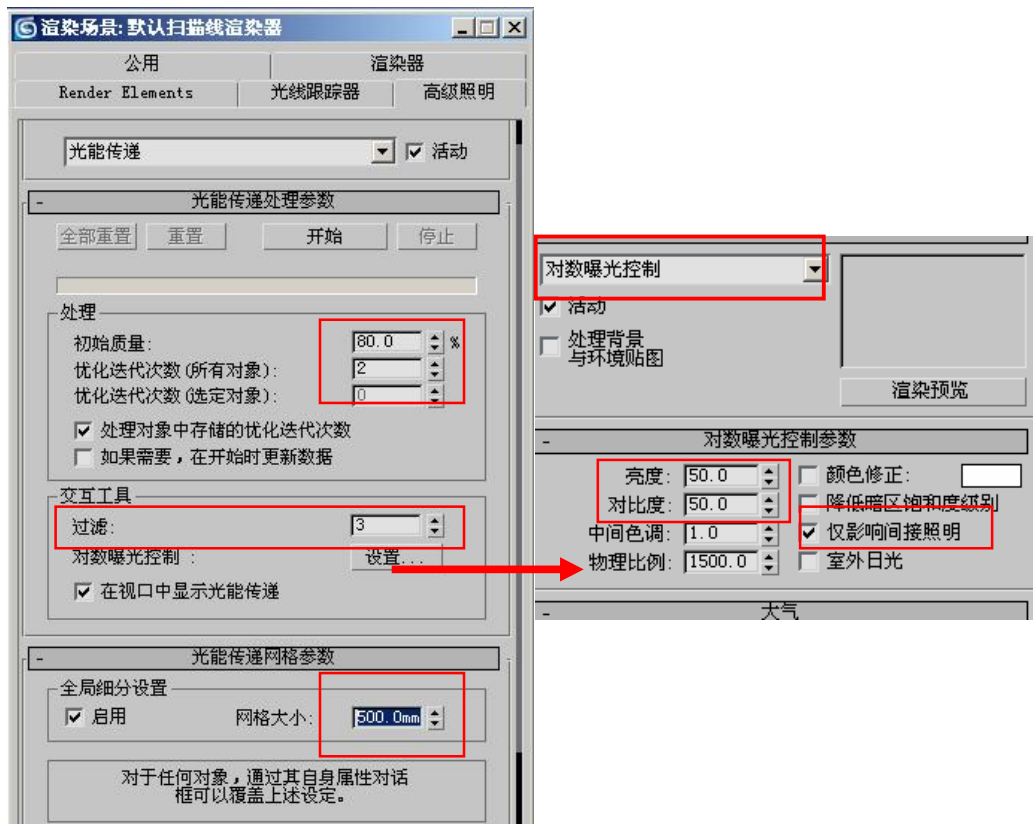 渲染场景: 默认扫描线渲染器
公用 渲染器
Render Elements 光线跟踪器 高级照明
光能传递 活动
- 光能传递处理参数
全部重置 重置 开始 停止
处理
初始质量: 80.0 %
优化迭代次数(所有对象): 2
优化迭代次数(选定对象): 0
处理对象中存储的优化迭代次数
如果需要，在开始时更新数据
交互工具
过滤: 3
对数曝光控制 : 设置...
在视口中显示光能传递
- 光能传递网格参数
全局细分设置
启用 网格大小: 500.0mm
对于任何对象，通过其自身属性对话
框可以覆盖上述设定。
对数曝光控制
活动
处理背景
与环境贴图
渲染预览
- 对数曝光控制参数
亮度: 50.0 颜色修正:
对比度: 50.0 降低暗区饱和度级别
中间色调: 1.0 仅影响间接照明
物理比例: 1500.0 室外日光
- 大气